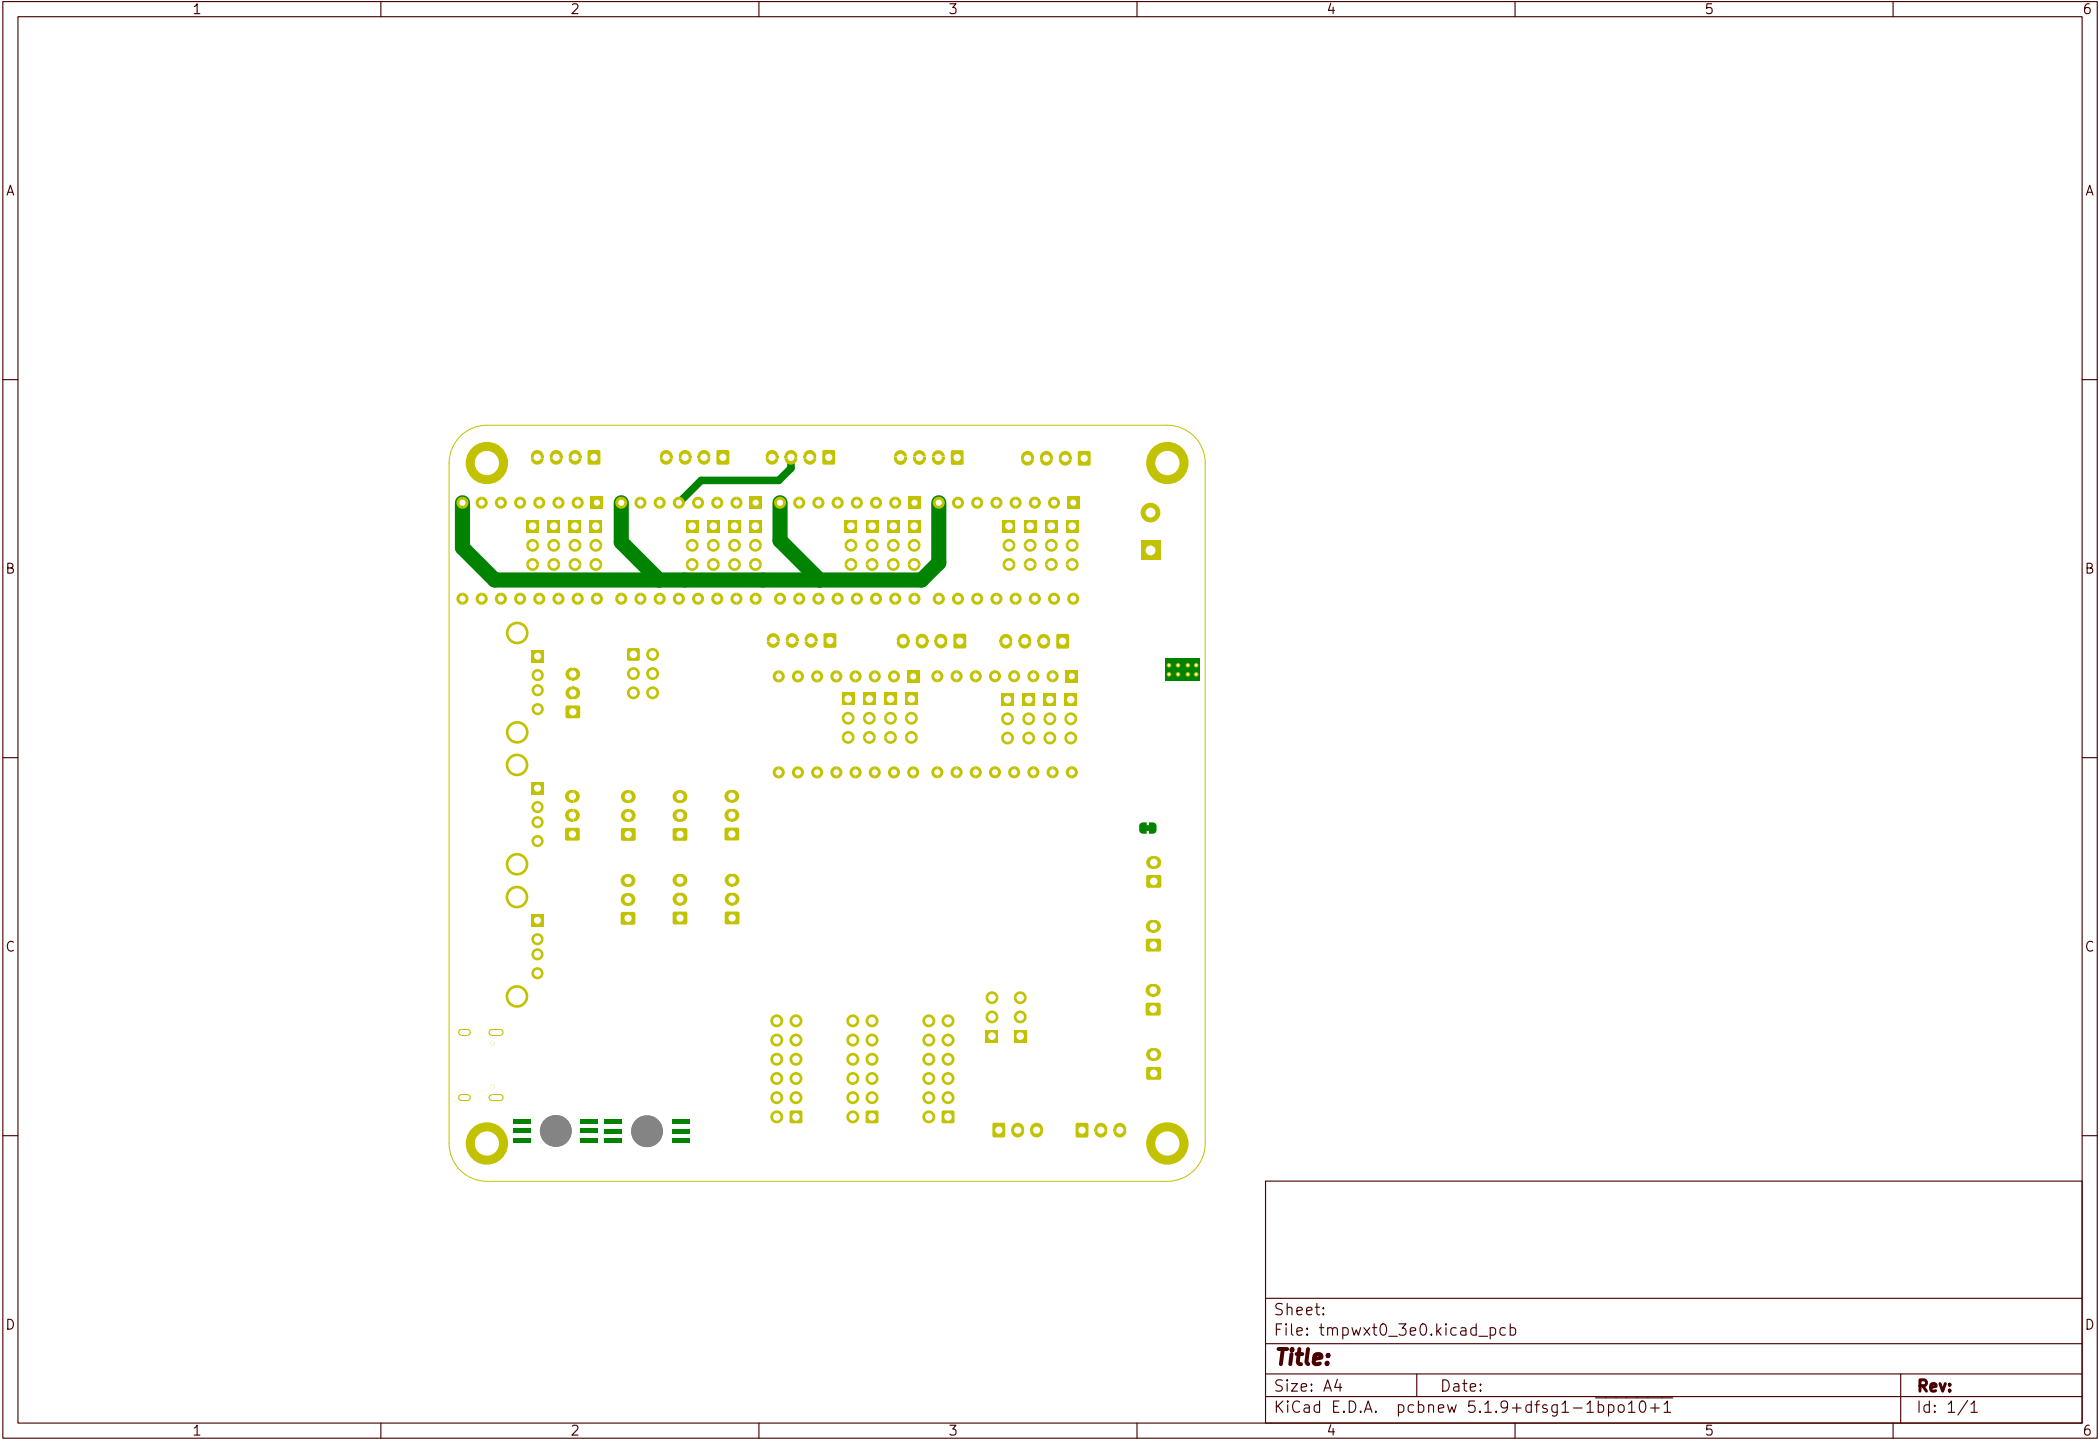 1 2 3 4 5 6
A A
B B
C C
D D
Sheet:
File: tmpwxt0_3e0.kicad_pcb
Title:
Size: A4 Date: Rev:
KiCad E.D.A. pcbnew 5.1.9+dfsg1-1bpo10+1 Id: 1/1
1 2 3 4 5 6